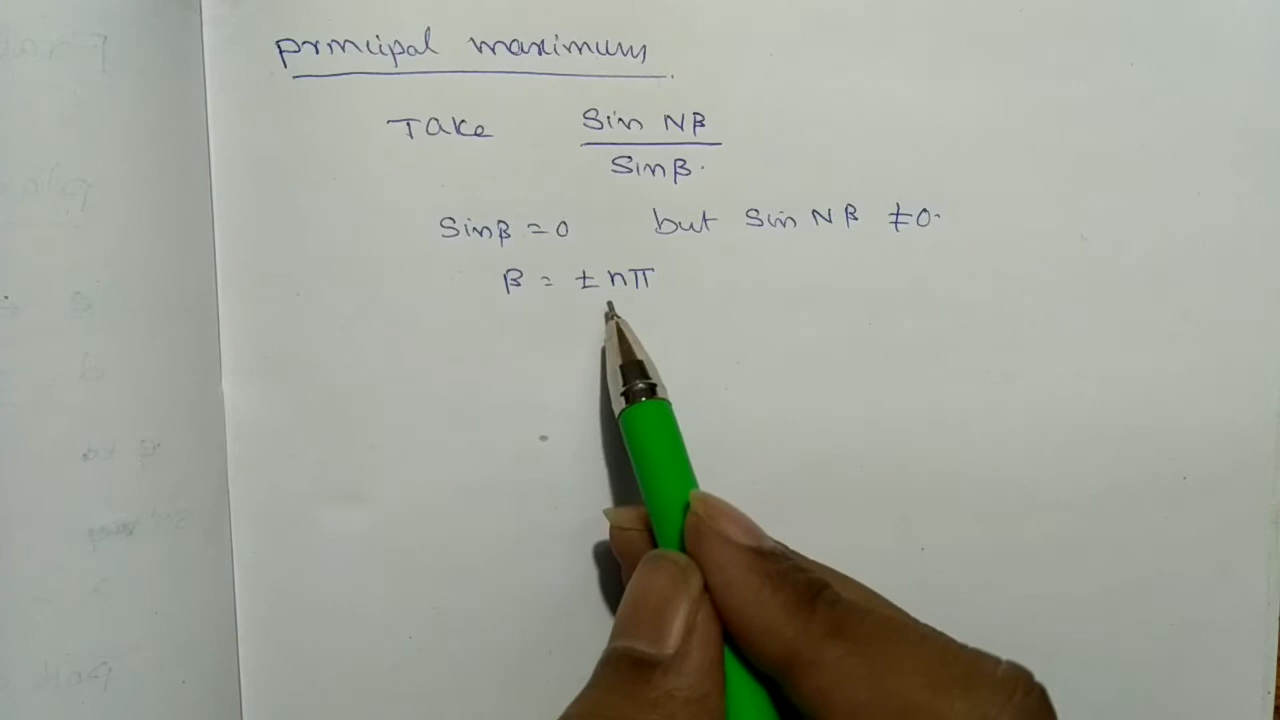 principal maximum
Take Sin Nβ
Sinβ.
Sinβ = 0 but Sin Nβ ≠ 0.
β = ± nπ